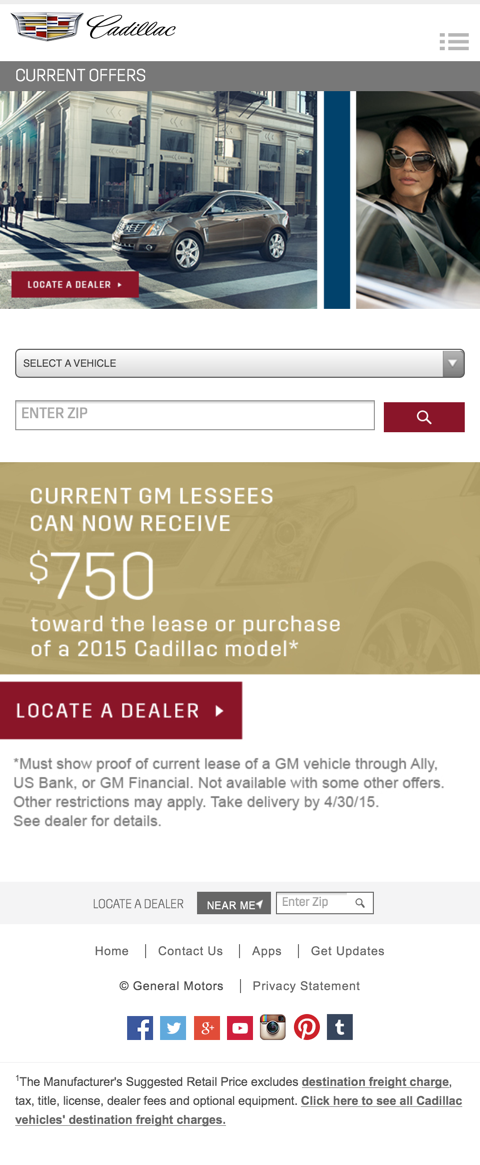 Cadillac
CURRENT OFFERS
LOCATE A DEALER
SELECT A VEHICLE
ENTER ZIP
CURRENT GM LESSEES
CAN NOW RECEIVE
$750
toward the lease or purchase
of a 2015 Cadillac model*
LOCATE A DEALER
*Must show proof of current lease of a GM vehicle through Ally,
US Bank, or GM Financial. Not available with some other offers.
Other restrictions may apply. Take delivery by 4/30/15.
See dealer for details.
LOCATE A DEALER NEAR ME Enter Zip
Home | Contact Us | Apps | Get Updates
© General Motors | Privacy Statement
1The Manufacturer's Suggested Retail Price excludes destination freight charge,
tax, title, license, dealer fees and optional equipment. Click here to see all Cadillac
vehicles' destination freight charges.